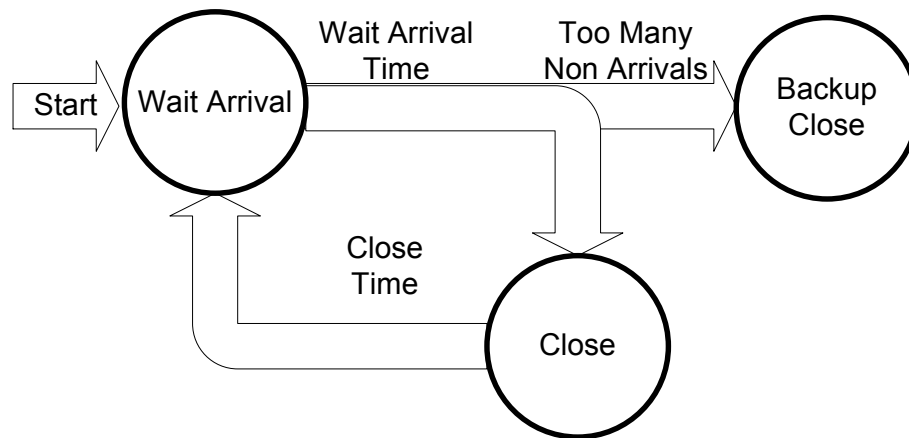 Start
Wait Arrival
Wait Arrival
Time
Too Many
Non Arrivals
Backup
Close
Close
Time
Close